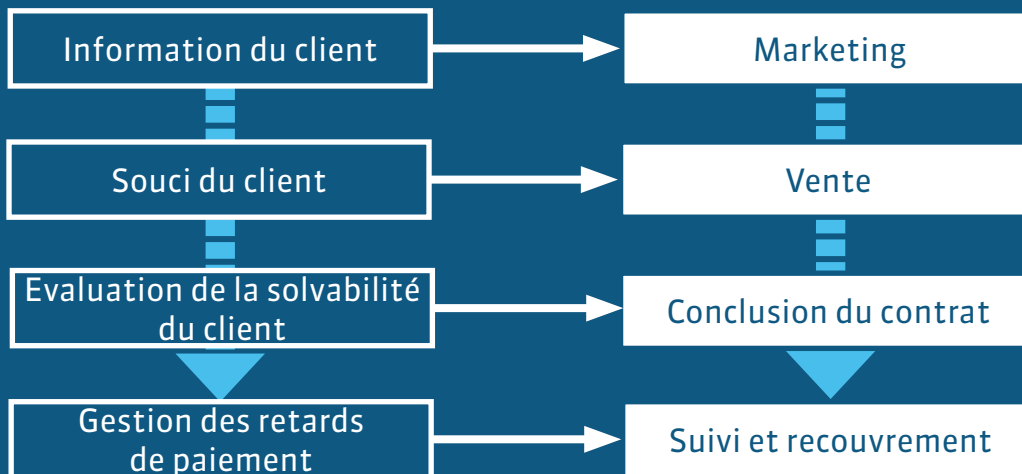 Information du client
Marketing
Souci du client
Vente
Evaluation de la solvabilité
du client
Conclusion du contrat
Gestion des retards
de paiement
Suivi et recouvrement